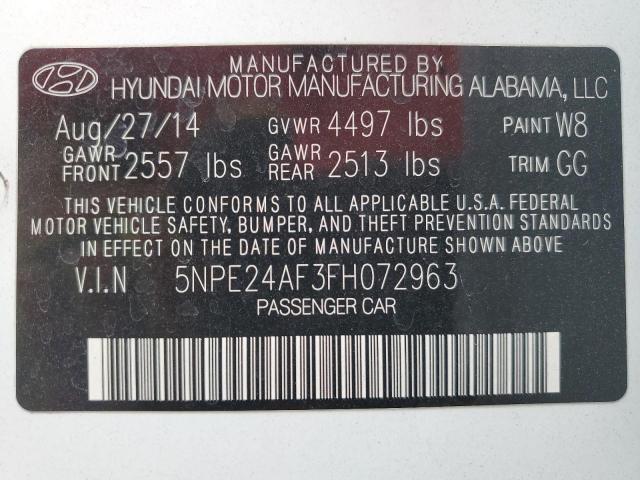 MANUFACTURED BY
HYUNDAI MOTOR MANUFACTURING ALABAMA, LLC
Aug/27/14 GVWR 4497 lbs PAINT W8
GAWR FRONT 2557 lbs GAWR REAR 2513 lbs TRIM GG
THIS VEHICLE CONFORMS TO ALL APPLICABLE U.S.A. FEDERAL
MOTOR VEHICLE SAFETY, BUMPER, AND THEFT PREVENTION STANDARDS
IN EFFECT ON THE DATE OF MANUFACTURE SHOWN ABOVE
V.I.N 5NPE24AF3FH072963
PASSENGER CAR